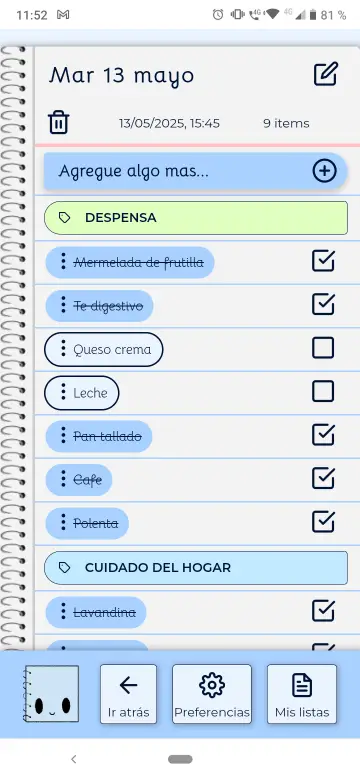 11:52
4G 4G 81 %
Mar 13 mayo
13/05/2025, 15:45 9 items
Agregue algo mas...
DESPENSA
Mermelada de frutilla
Te digestivo
Queso crema
Leche
Pan tallado
Cafe
Polenta
CUIDADO DEL HOGAR
Lavandina
Ir atrás Preferencias Mis listas